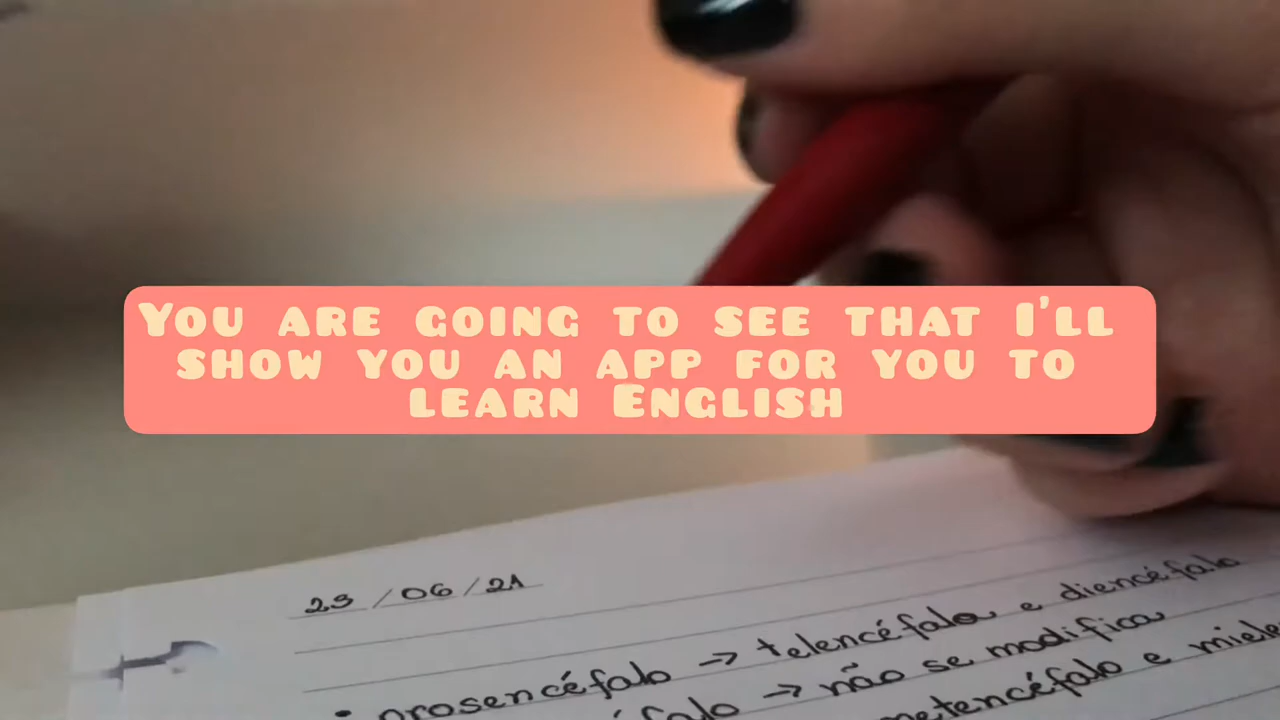 You are going to see that I'll
show you an app for you to
learn English
23/06/21
• prosencéfalo → telencéfalo e diencéfalo
→ não se modifica
e